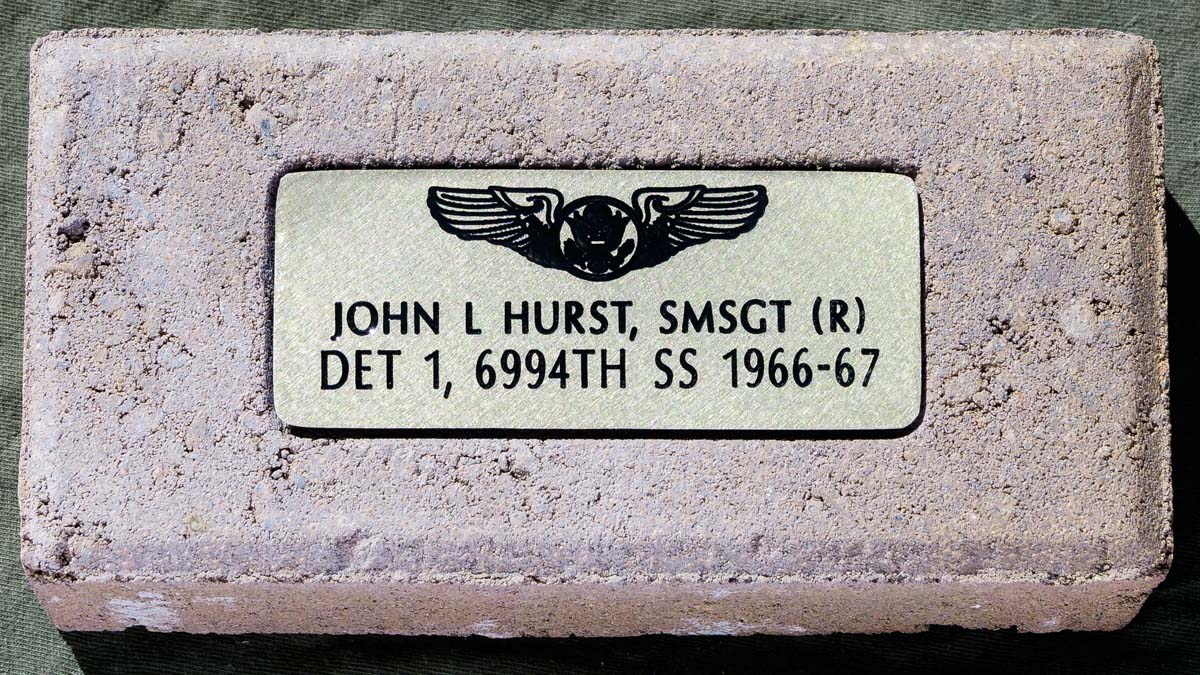 JOHN L HURST, SMSGT (R)
DET 1, 6994TH SS 1966-67